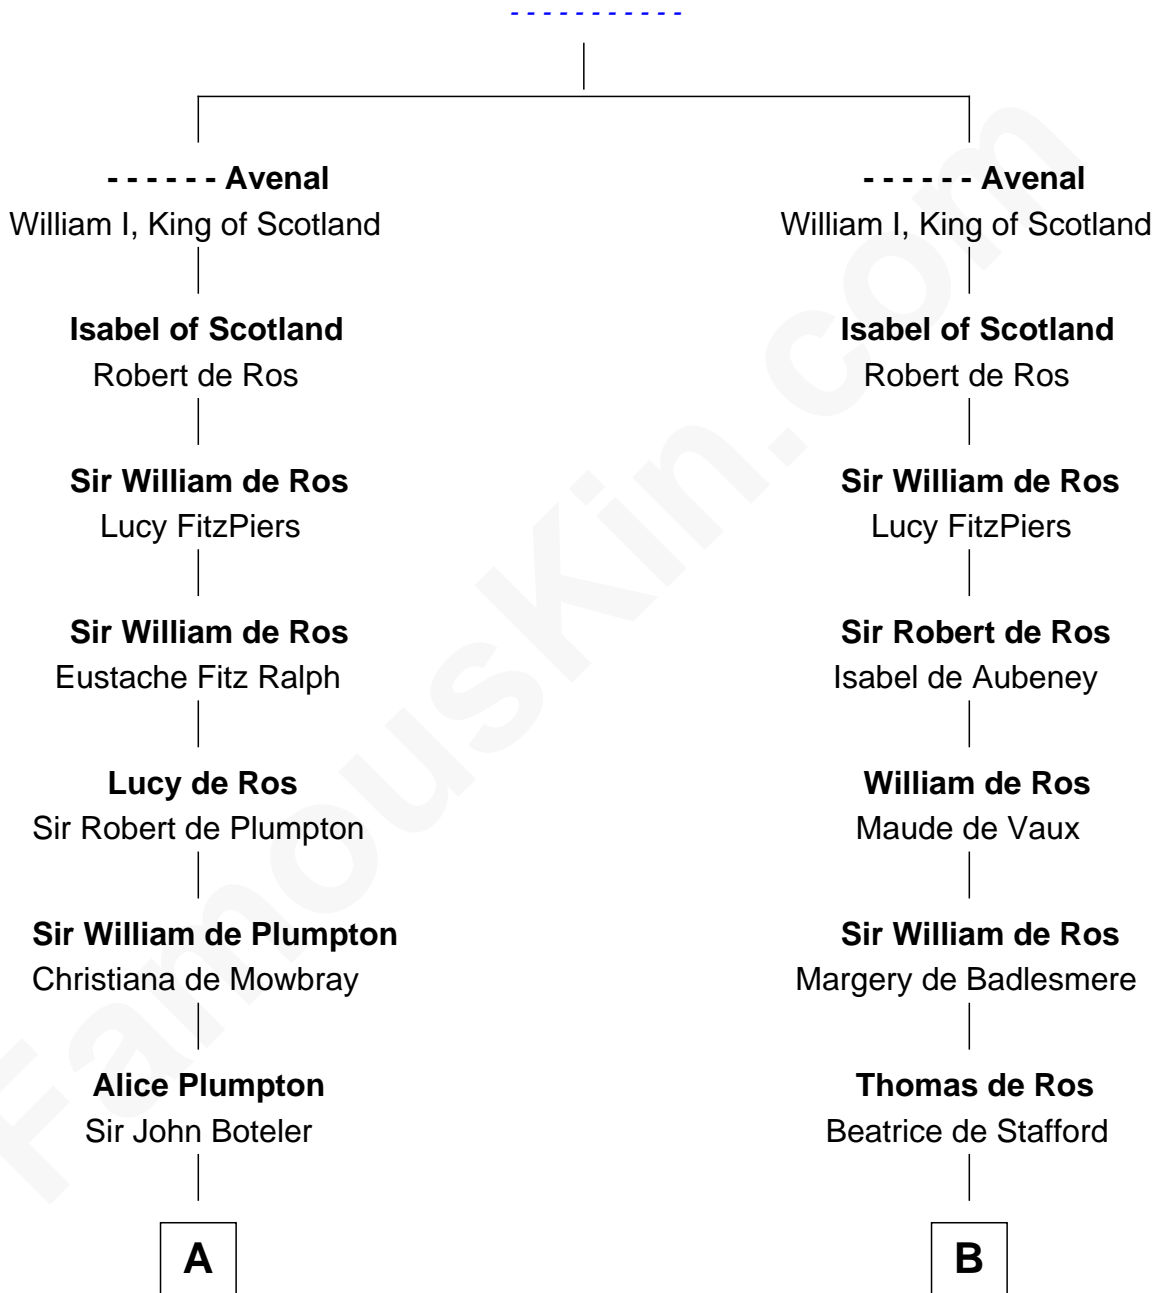 - - - - - - - - - - -
- - - - - - Avenal
William I, King of Scotland
Isabel of Scotland
Robert de Ros
Sir William de Ros
Lucy FitzPiers
Sir William de Ros
Eustache Fitz Ralph
Lucy de Ros
Sir Robert de Plumpton
Sir William de Plumpton
Christiana de Mowbray
Alice Plumpton
Sir John Boteler
A
- - - - - - Avenal
William I, King of Scotland
Isabel of Scotland
Robert de Ros
Sir William de Ros
Lucy FitzPiers
Sir Robert de Ros
Isabel de Aubeney
William de Ros
Maude de Vaux
Sir William de Ros
Margery de Badlesmere
Thomas de Ros
Beatrice de Stafford
B
FamousKin.com